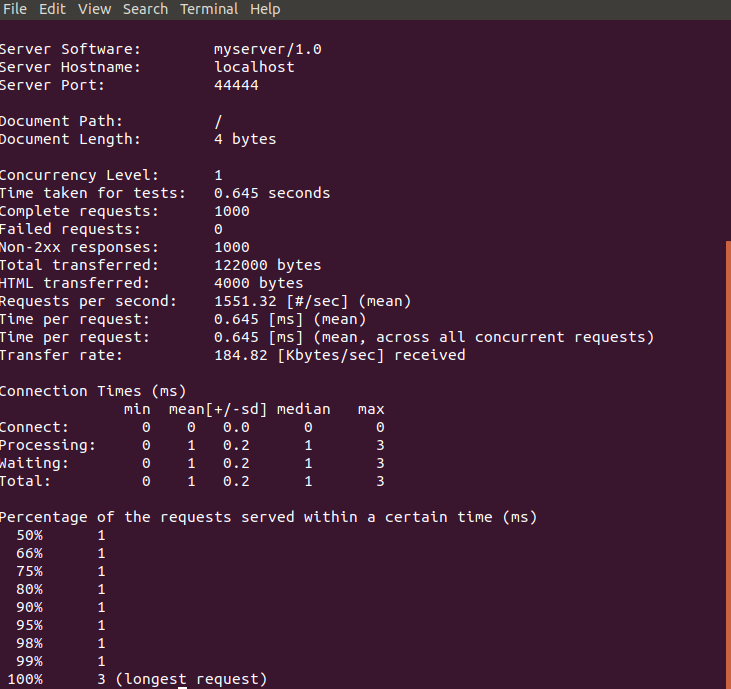 File Edit View Search Terminal Help
Server Software: myserver/1.0
Server Hostname: localhost
Server Port: 44444
Document Path: /
Document Length: 4 bytes
Concurrency Level: 1
Time taken for tests: 0.645 seconds
Complete requests: 1000
Failed requests: 0
Non-2xx responses: 1000
Total transferred: 122000 bytes
HTML transferred: 4000 bytes
Requests per second: 1551.32 [#/sec] (mean)
Time per request: 0.645 [ms] (mean)
Time per request: 0.645 [ms] (mean, across all concurrent requests)
Transfer rate: 184.82 [Kbytes/sec] received
Connection Times (ms)
min mean[+/-sd] median max
Connect: 0 0 0.0 0 0
Processing: 0 1 0.2 1 3
Waiting: 0 1 0.2 1 3
Total: 0 1 0.2 1 3
Percentage of the requests served within a certain time (ms)
50% 1
66% 1
75% 1
80% 1
90% 1
95% 1
98% 1
99% 1
100% 3 (longest request)